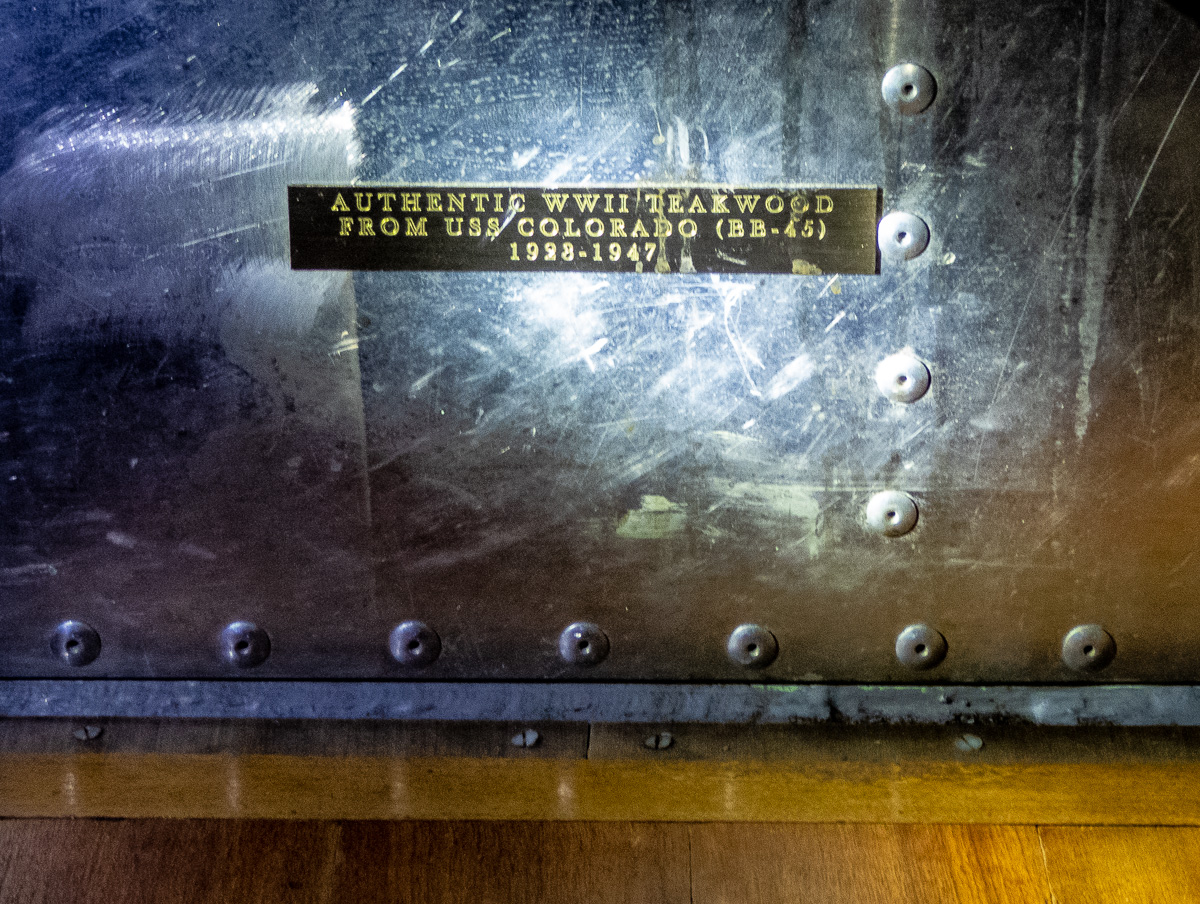 AUTHENTIC WWII TEAKWOOD
FROM USS COLORADO (BB-45)
1923-1947